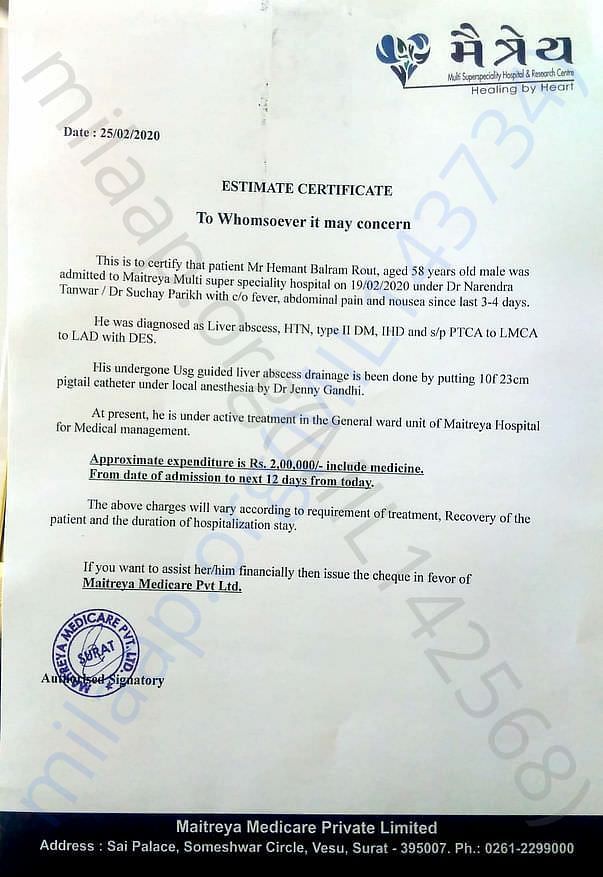 मैत्रेय
Multi Superspeciality Hospital & Research Centre
Healing by Heart
Date : 25/02/2020
ESTIMATE CERTIFICATE
To Whomsoever it may concern
This is to certify that patient Mr Hemant Balram Rout, aged 58 years old male was
admitted to Maitreya Multi super speciality hospital on 19/02/2020 under Dr Narendra
Tanwar / Dr Suchay Parikh with c/o fever, abdominal pain and nousea since last 3-4 days.
He was diagnosed as Liver abscess, HTN, type II DM, IHD and s/p PTCA to LMCA
to LAD with DES.
His undergone Usg guided liver abscess drainage is been done by putting 10f 23cm
pigtail catheter under local anesthesia by Dr Jenny Gandhi.
At present, he is under active treatment in the General ward unit of Maitreya Hospital
for Medical management.
Approximate expenditure is Rs. 2,00,000/- include medicine.
From date of admission to next 12 days from today.
The above charges will vary according to requirement of treatment, Recovery of the
patient and the duration of hospitalization stay.
If you want to assist her/him financially then issue the cheque in fevor of
Maitreya Medicare Pvt Ltd.
MAITREYA MEDICARE PVT. LTD.
SURAT
Authorised Signatory
Maitreya Medicare Private Limited
Address : Sai Palace, Someshwar Circle, Vesu, Surat - 395007. Ph.: 0261-2299000
milaap.org
milaap.org